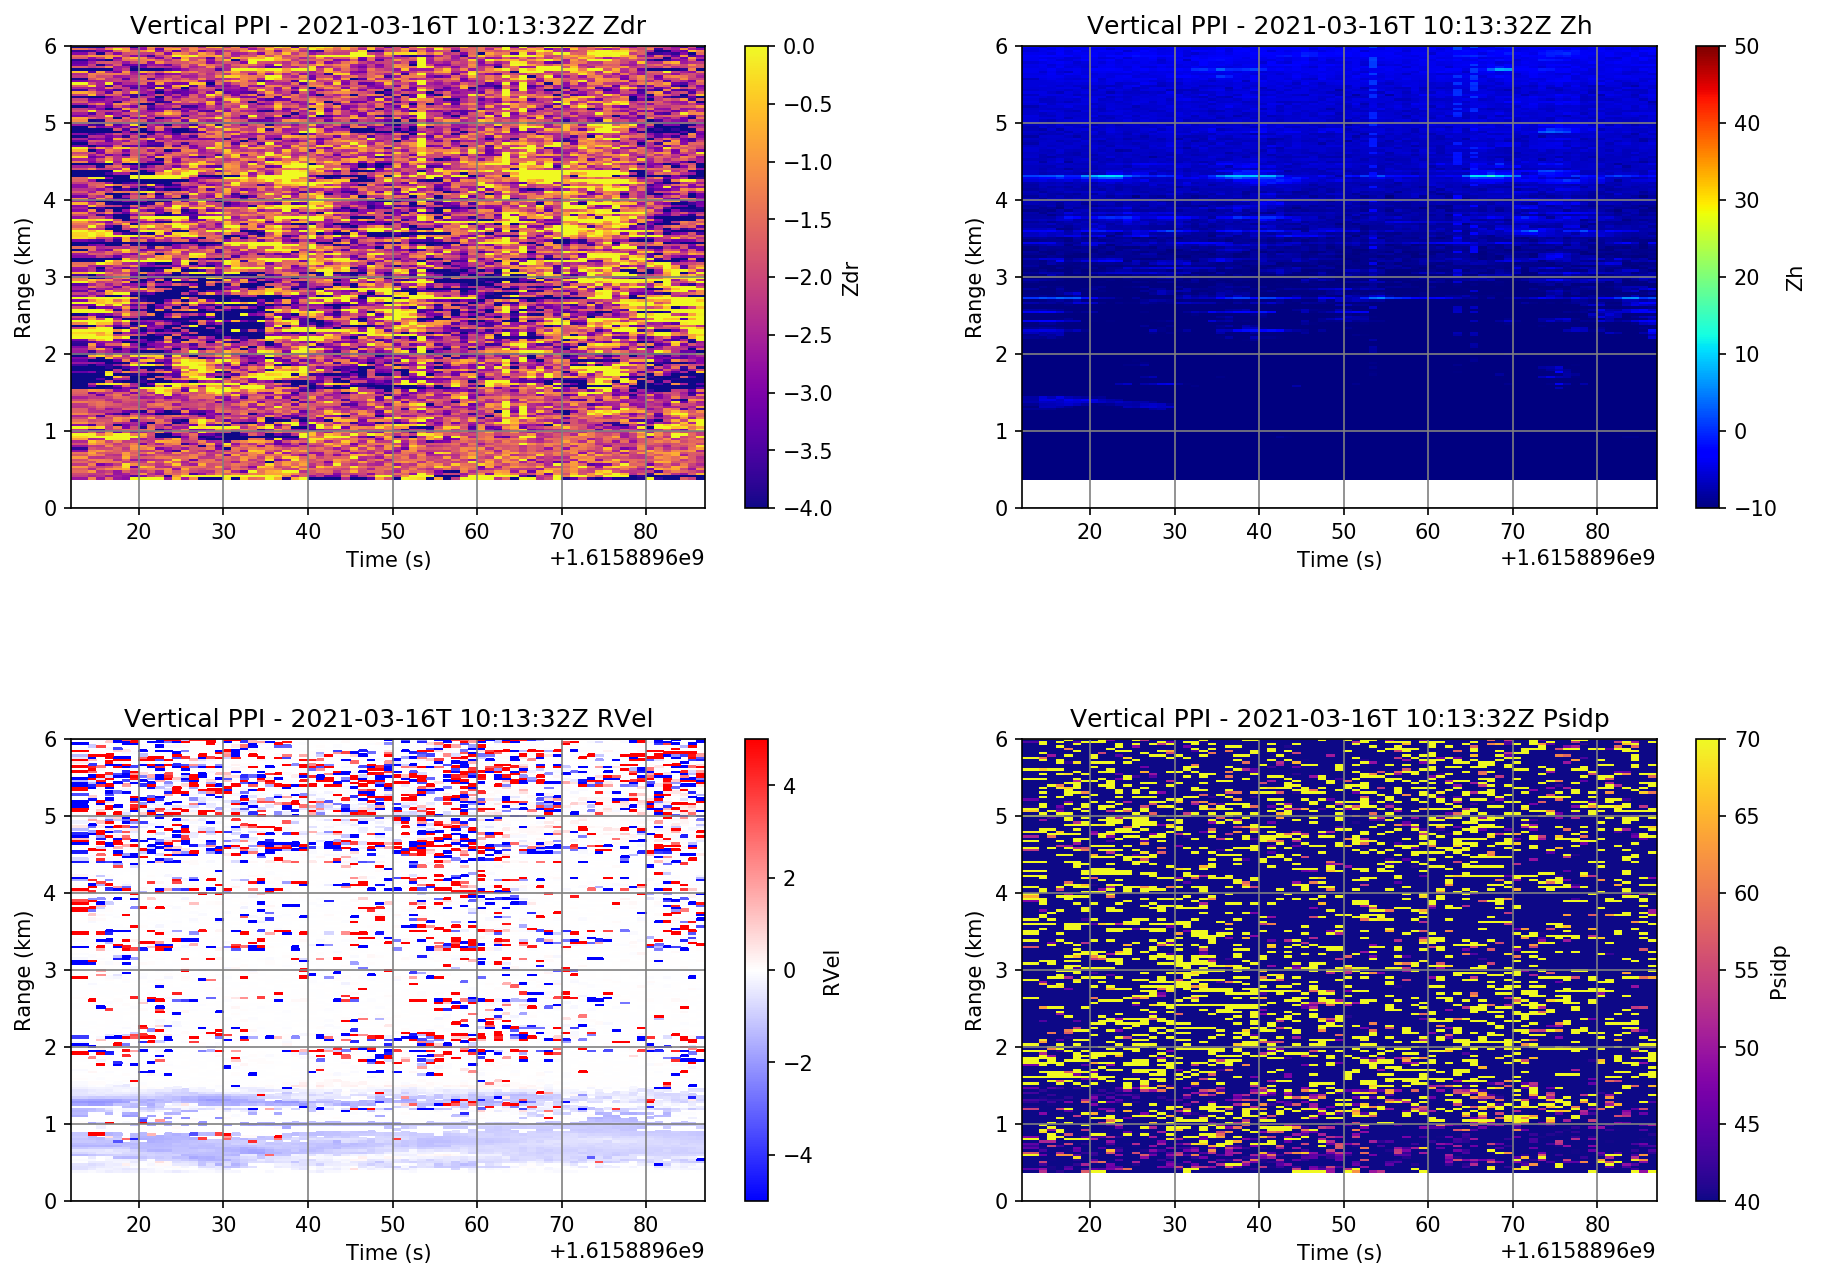 Vertical PPI - 2021-03-16T 10:13:32Z Zdr
6
5
4
3
2
1
0
Range (km)
20 30 40 50 60 70 80
Time (s)
+1.6158896e9
0.0
−0.5
−1.0
−1.5
−2.0
−2.5
−3.0
−3.5
−4.0
Zdr
Vertical PPI - 2021-03-16T 10:13:32Z Zh
6
5
4
3
2
1
0
Range (km)
20 30 40 50 60 70 80
Time (s)
+1.6158896e9
50
40
30
20
10
0
−10
Zh
Vertical PPI - 2021-03-16T 10:13:32Z RVel
6
5
4
3
2
1
0
Range (km)
20 30 40 50 60 70 80
Time (s)
+1.6158896e9
4
2
0
−2
−4
RVel
Vertical PPI - 2021-03-16T 10:13:32Z Psidp
6
5
4
3
2
1
0
Range (km)
20 30 40 50 60 70 80
Time (s)
+1.6158896e9
70
65
60
55
50
45
40
Psidp